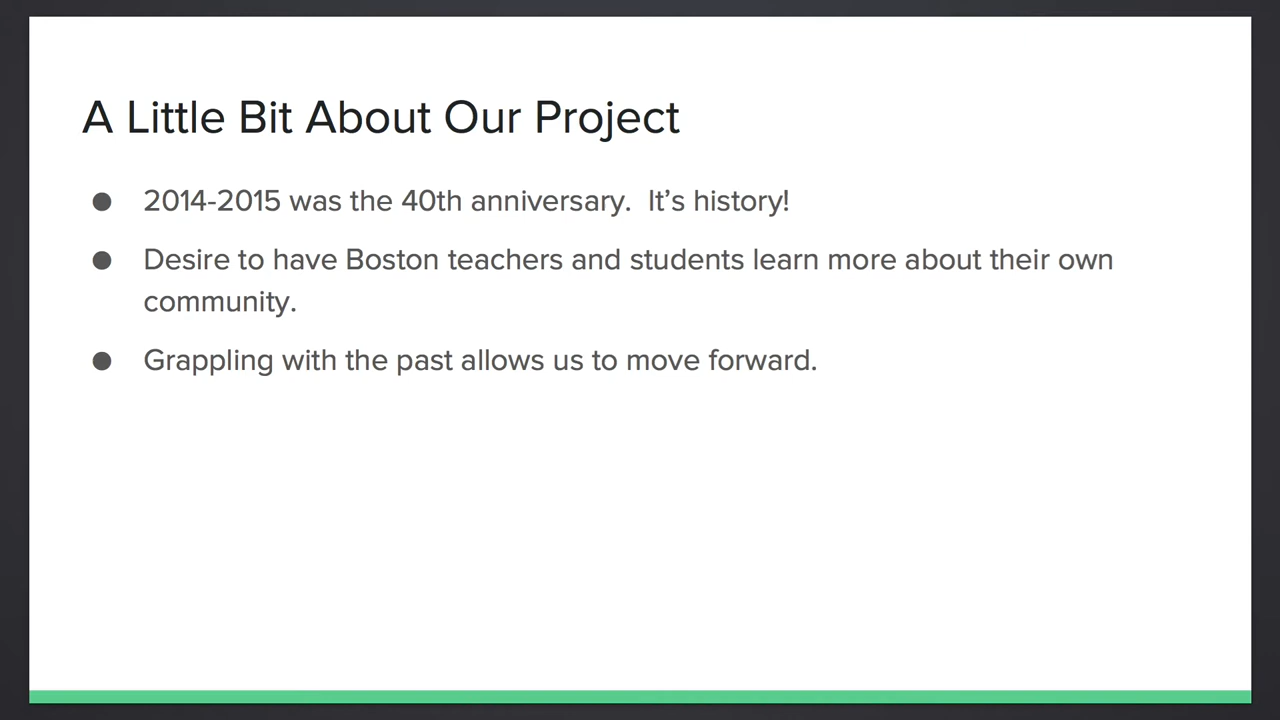 A Little Bit About Our Project
● 2014-2015 was the 40th anniversary.  It’s history!
● Desire to have Boston teachers and students learn more about their own
community.
● Grappling with the past allows us to move forward.